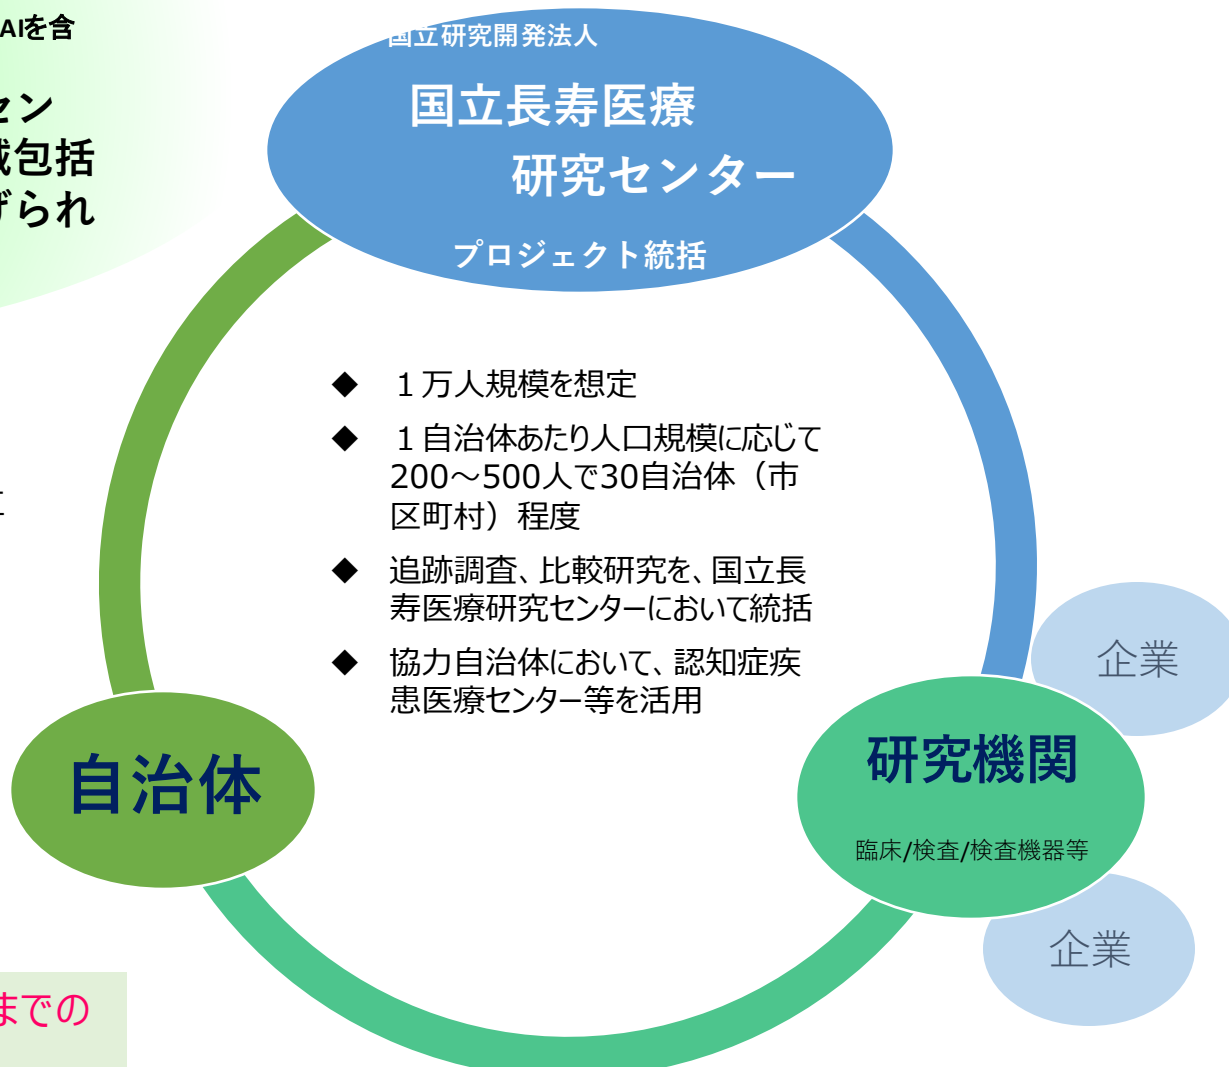 AIを含
セン
域包括
げられ
国立研究開発法人
国立長寿医療
研究センター
プロジェクト統括
◆ １万人規模を想定
◆ １自治体あたり人口規模に応じて
200～500人で30自治体（市
区町村）程度
◆ 追跡調査、比較研究を、国立長
寿医療研究センターにおいて統括
◆ 協力自治体において、認知症疾
患医療センター等を活用
自治体
研究機関
臨床/検査/検査機器等
企業
企業
までの